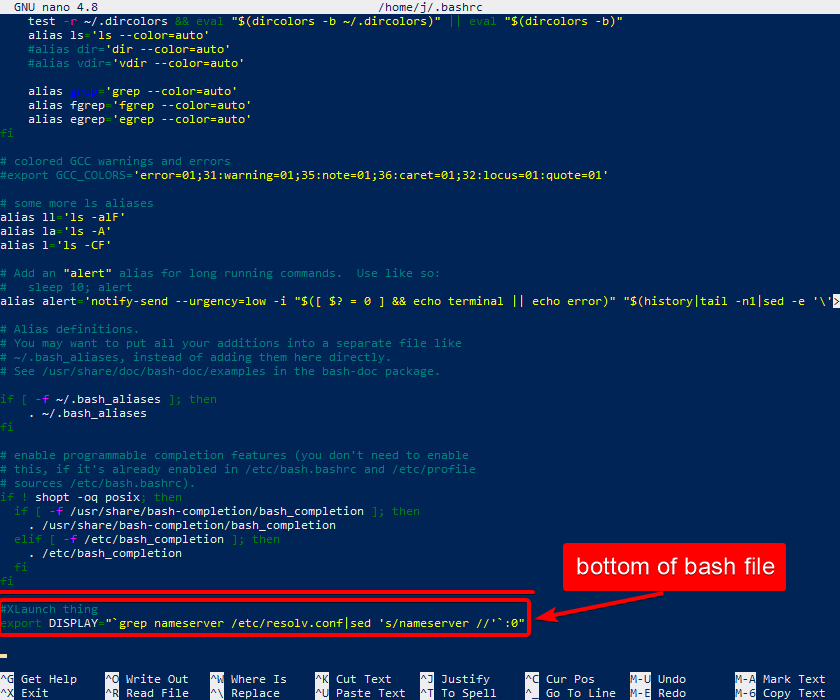 GNU nano 4.8 /home/j/.bashrc
test -r ~/.dircolors && eval "$(dircolors -b ~/.dircolors)" || eval "$(dircolors -b)"
alias ls='ls --color=auto'
#alias dir='dir --color=auto'
#alias vdir='vdir --color=auto'
alias grep='grep --color=auto'
alias fgrep='fgrep --color=auto'
alias egrep='egrep --color=auto'
fi
# colored GCC warnings and errors
#export GCC_COLORS='error=01;31:warning=01;35:note=01;36:caret=01;32:locus=01:quote=01'
# some more ls aliases
alias ll='ls -alF'
alias la='ls -A'
alias l='ls -CF'
# Add an "alert" alias for long running commands.  Use like so:
#   sleep 10; alert
alias alert='notify-send --urgency=low -i "$([ $? = 0 ] && echo terminal || echo error)" "$(history|tail -n1|sed -e '\'>
# Alias definitions.
# You may want to put all your additions into a separate file like
# ~/.bash_aliases, instead of adding them here directly.
# See /usr/share/doc/bash-doc/examples in the bash-doc package.
if [ -f ~/.bash_aliases ]; then
. ~/.bash_aliases
fi
# enable programmable completion features (you don't need to enable
# this, if it's already enabled in /etc/bash.bashrc and /etc/profile
# sources /etc/bash.bashrc).
if ! shopt -oq posix; then
if [ -f /usr/share/bash-completion/bash_completion ]; then
. /usr/share/bash-completion/bash_completion
elif [ -f /etc/bash_completion ]; then
. /etc/bash_completion
fi
fi
bottom of bash file
#XLaunch thing
export DISPLAY="`grep nameserver /etc/resolv.conf|sed 's/nameserver //'`:0"
^G Get Help ^O Write Out ^W Where Is ^K Cut Text ^J Justify ^C Cur Pos M-U Undo M-A Mark Text
^X Exit ^R Read File ^\ Replace ^U Paste Text ^T To Spell ^_ Go To Line M-E Redo M-6 Copy Text